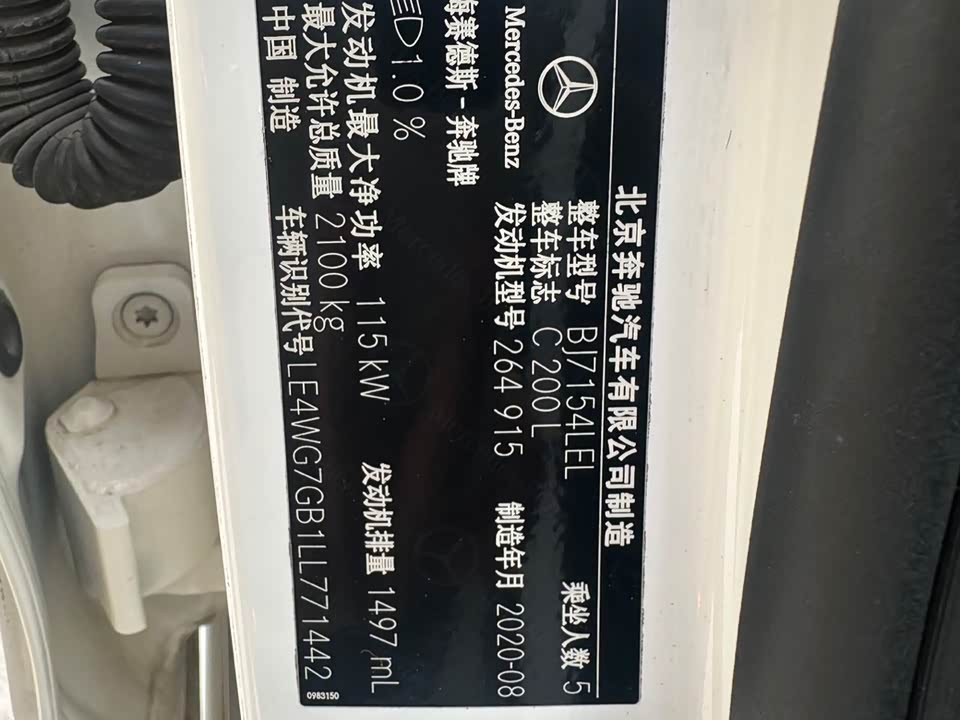 北京奔驰汽车有限公司制造
整车型号 BJ7154LEL 乘坐人数 5
整车标志 C 200 L
Mercedes-Benz 发动机型号 264 915 制造年月 2020-08
梅赛德斯-奔驰牌
1.0 %
发动机最大净功率 115 kW 发动机排量 1497 mL
最大允许总质量 2100 kg
中国 制造 车辆识别代号 LE4WG7GB1LL771442
0983150